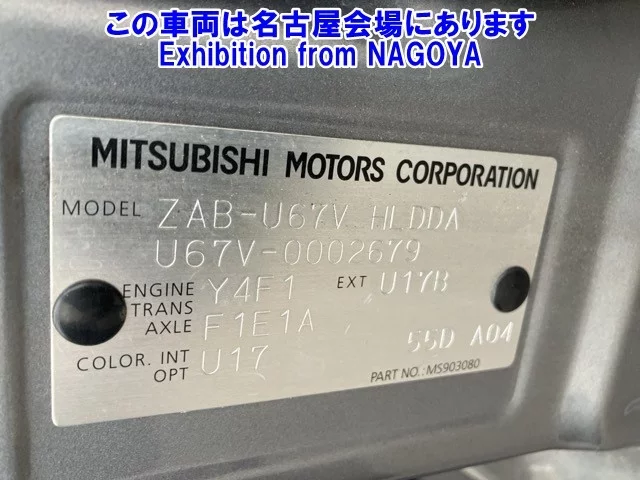 この車両は名古屋会場にあります
Exhibition from NAGOYA
MITSUBISHI MOTORS CORPORATION
MODEL ZAB-U67V HLDDA
U67V-0002679
ENGINE Y4F1 EXT U17B
TRANS
AXLE F1E1A 55D A04
COLOR. INT U17
OPT
PART NO.: MS903080